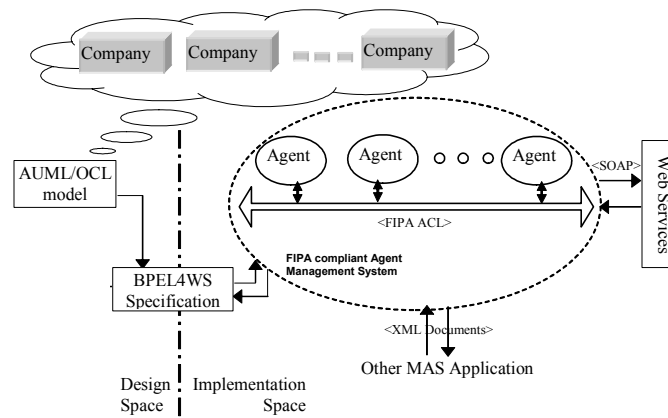 Company
Company
Company
Agent
Agent
Agent
<SOAP>
Web Services
AUML/OCL
model
<FIPA ACL>
FIPA compliant Agent
Management System
BPEL4WS
Specification
<XML Documents>
Other MAS Application
Design
Space
Implementation
Space